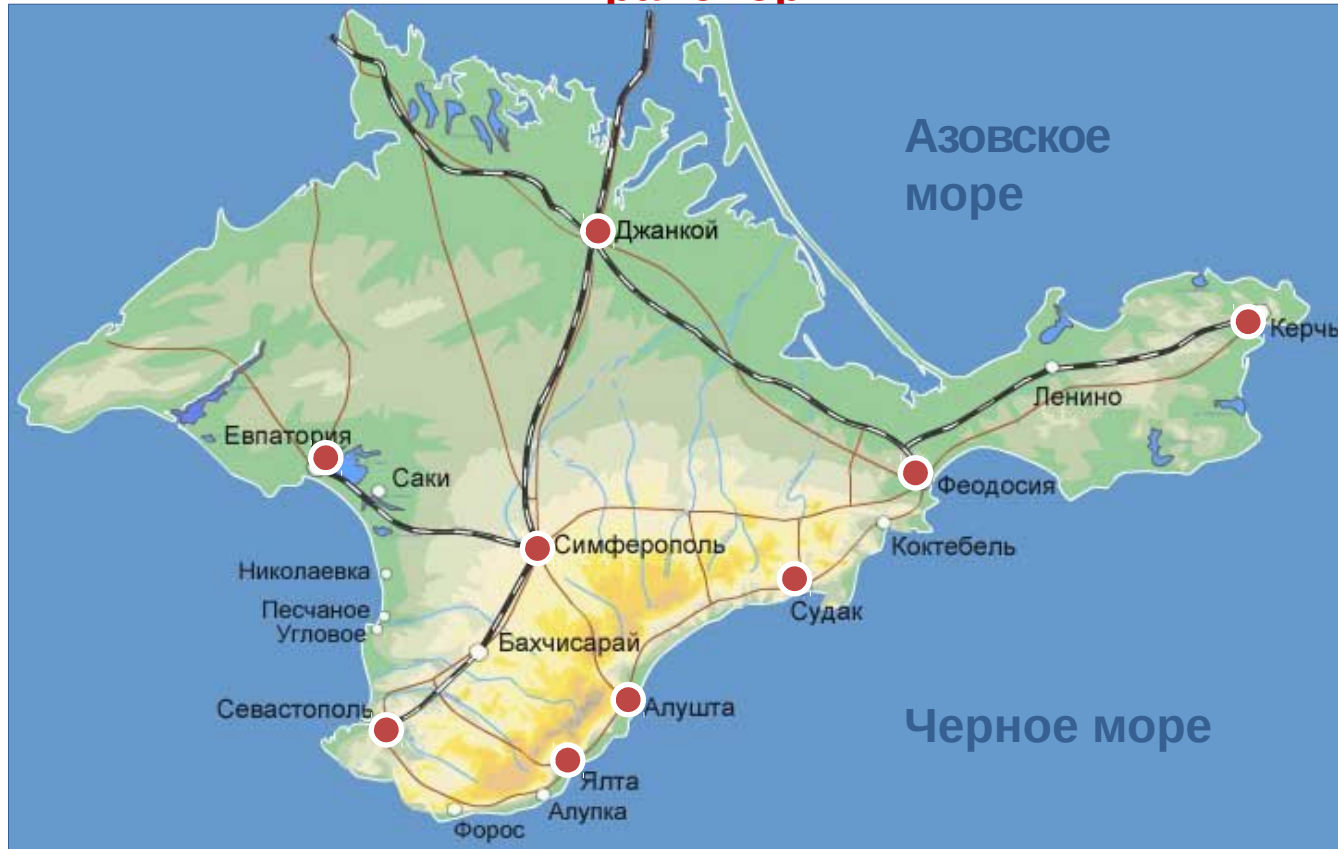 Азовское
море
Джанкой
Керчь
Ленино
Евпатория
Саки
Феодосия
Симферополь
Коктебель
Николаевка
Судак
Песчаное
Угловое
Бахчисарай
Севастополь
Алушта
Черное море
Ялта
Алупка
Форос